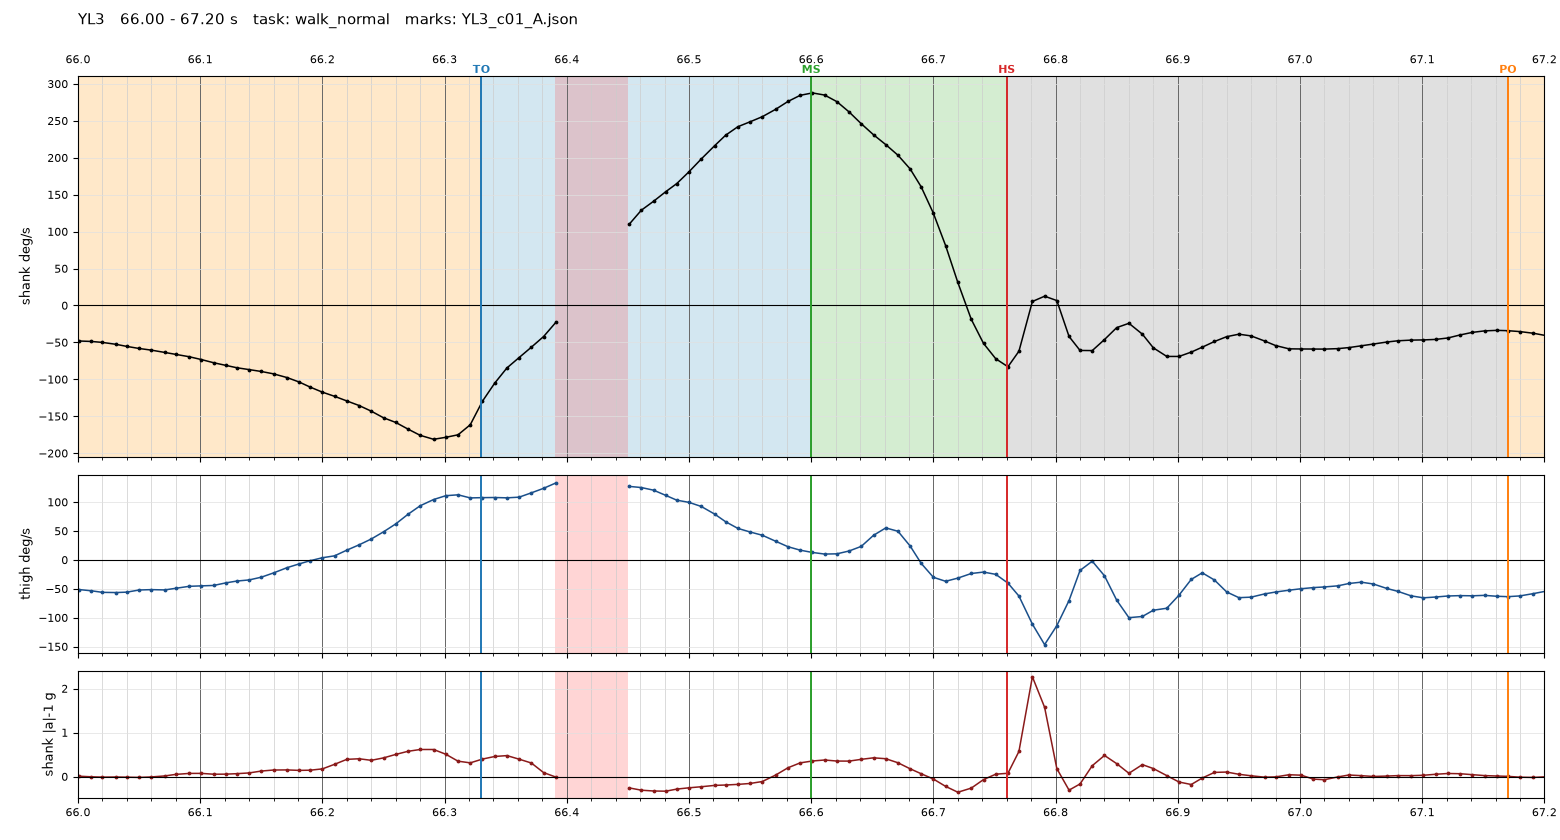 YL3   66.00 - 67.20 s   task: walk_normal   marks: YL3_c01_A.json
66.0 66.1 66.2 66.3 66.4 66.5 66.6 66.7 66.8 66.9 67.0 67.1 67.2
TO MS HS PO
shank deg/s
300
250
200
150
100
50
0
−50
−100
−150
−200
thigh deg/s
100
50
0
−50
−100
−150
shank |a|-1 g
2
1
0
66.0 66.1 66.2 66.3 66.4 66.5 66.6 66.7 66.8 66.9 67.0 67.1 67.2